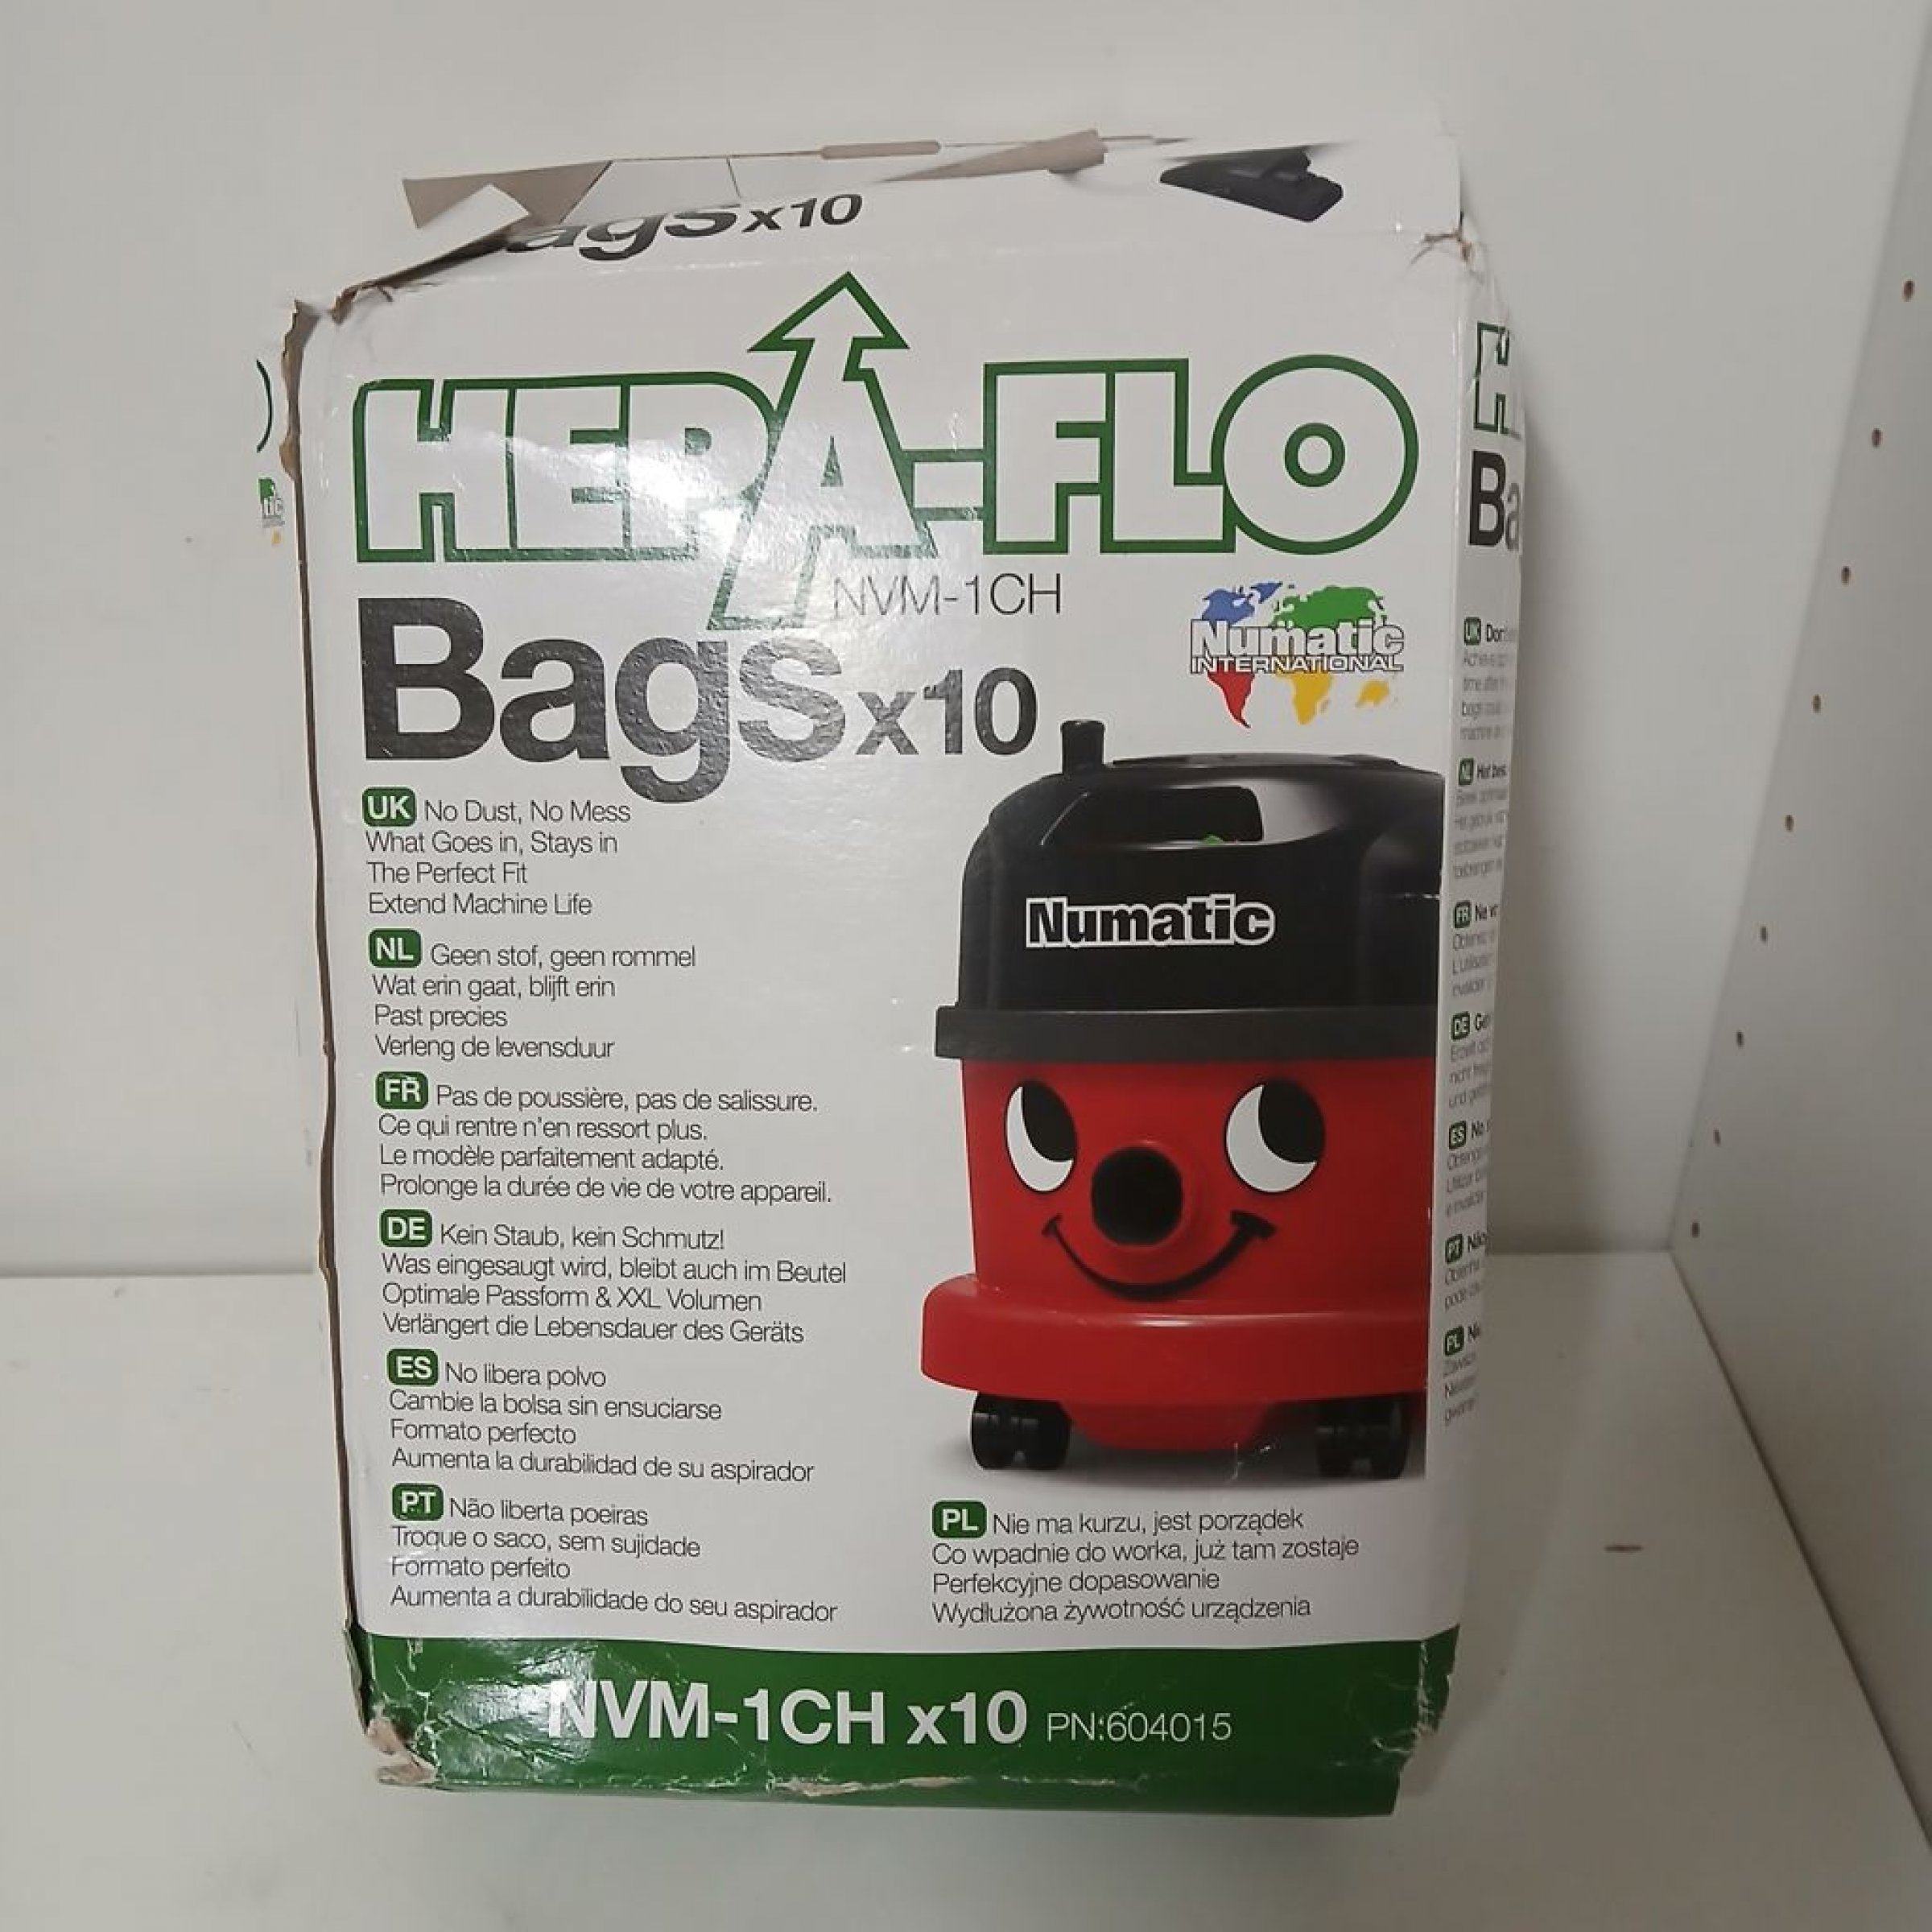 Bags x10
HEPA-FLO
NVM-1CH
Bags x10
Numatic
INTERNATIONAL
UK No Dust, No Mess
What Goes in, Stays in
The Perfect Fit
Extend Machine Life
NL Geen stof, geen rommel
Wat erin gaat, blijft erin
Past precies
Verleng de levensduur
FR Pas de poussière, pas de salissure.
Ce qui rentre n'en ressort plus.
Le modèle parfaitement adapté.
Prolonge la durée de vie de votre appareil.
DE Kein Staub, kein Schmutz!
Was eingesaugt wird, bleibt auch im Beutel
Optimale Passform & XXL Volumen
Verlängert die Lebensdauer des Geräts
ES No libera polvo
Cambie la bolsa sin ensuciarse
Formato perfecto
Aumenta la durabilidad de su aspirador
PT Não liberta poeiras
Troque o saco, sem sujidade
Formato perfeito
Aumenta a durabilidade do seu aspirador
Numatic
PL Nie ma kurzu, jest porządek
Co wpadnie do worka, już tam zostaje
Perfekcyjne dopasowanie
Wydłużona żywotność urządzenia
NVM-1CH x10 PN:604015
UK
NL
FR
DE
ES
PT
PL